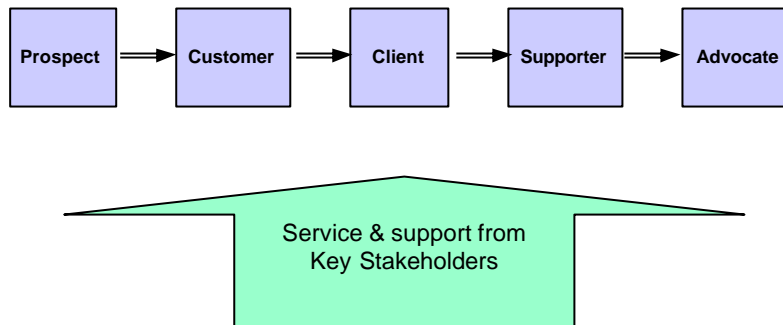 Prospect
Customer
Client
Supporter
Advocate
Service & support from
Key Stakeholders